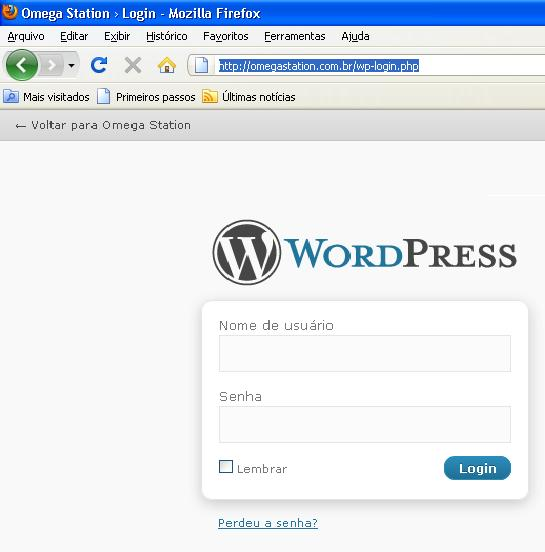 Omega Station › Login - Mozilla Firefox
Arquivo Editar Exibir Histórico Favoritos Ferramentas Ajuda
http://omegastation.com.br/wp-login.php
Mais visitados Primeiros passos Últimas notícias
← Voltar para Omega Station
WORDPRESS
Nome de usuário
Senha
Lembrar Login
Perdeu a senha?